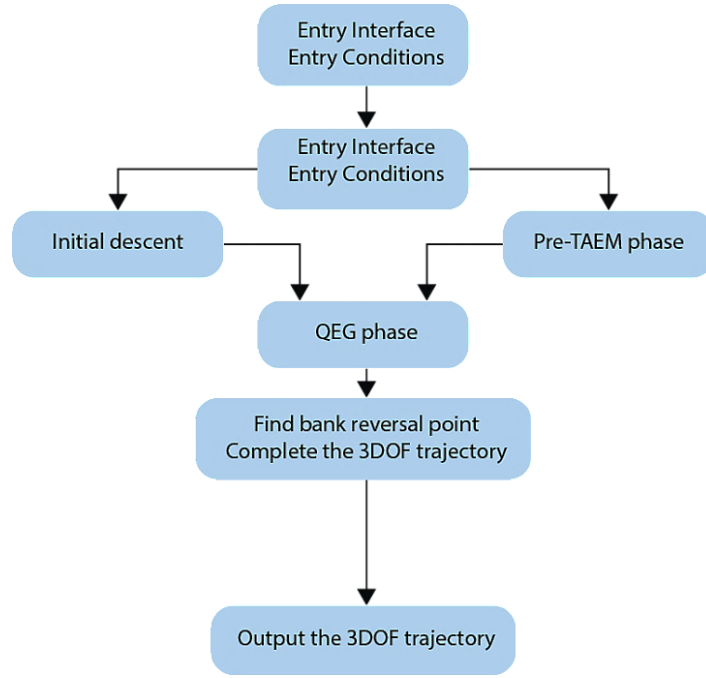 Entry Interface
Entry Conditions
Entry Interface
Entry Conditions
Initial descent
Pre-TAEM phase
QEG phase
Find bank reversal point
Complete the 3DOF trajectory
Output the 3DOF trajectory